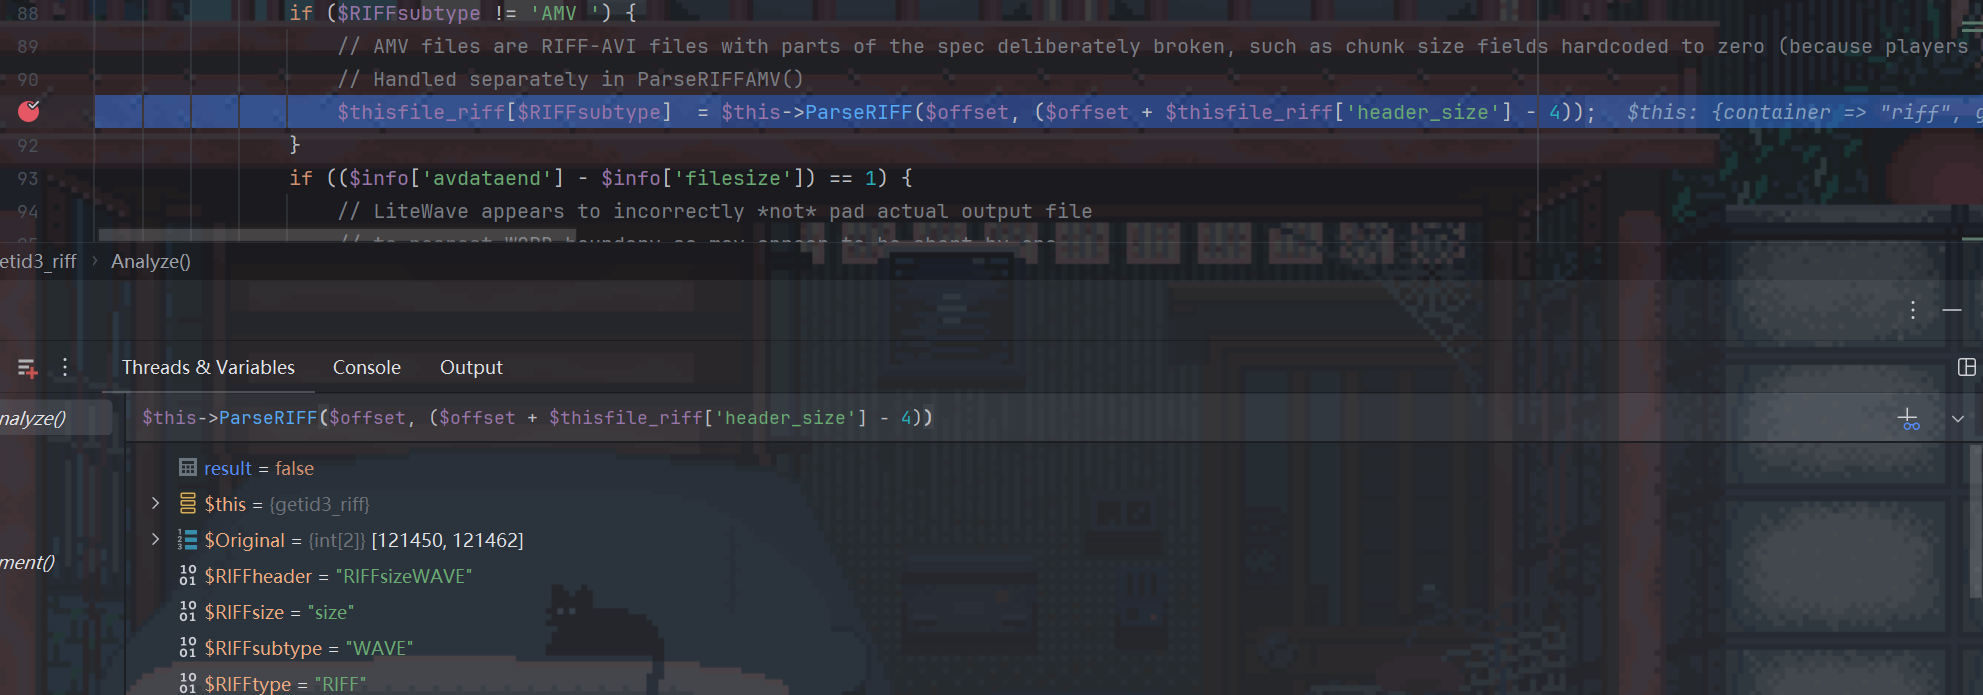 88 if ($RIFFsubtype != 'AMV ') {
89 // AMV files are RIFF-AVI files with parts of the spec deliberately broken, such as chunk size fields hardcoded to zero (because players
90 // Handled separately in ParseRIFFAMV()
$thisfile_riff[$RIFFsubtype] = $this->ParseRIFF($offset, ($offset + $thisfile_riff['header_size'] - 4)); $this: {container => "riff", g
92 }
93 if (($info['avdataend'] - $info['filesize']) == 1) {
94 // LiteWave appears to incorrectly *not* pad actual output file
etid3_riff › Analyze()
Threads & Variables Console Output
nalyze() $this->ParseRIFF($offset, ($offset + $thisfile_riff['header_size'] - 4))
result = false
$this = {getid3_riff}
$Original = {int[2]} [121450, 121462]
ment()
$RIFFheader = "RIFFsizeWAVE"
$RIFFsize = "size"
$RIFFsubtype = "WAVE"
$RIFFtype = "RIFF"